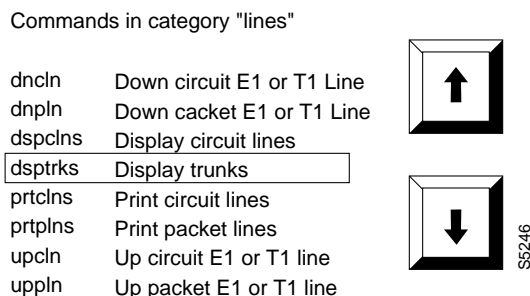 Commands in category "lines"
dncln Down circuit E1 or T1 Line
dnpln Down cacket E1 or T1 Line
dspclns Display circuit lines
dsptrks Display trunks
prtclns Print circuit lines
prtplns Print packet lines
upcln Up circuit E1 or T1 line
uppln Up packet E1 or T1 line
S5246